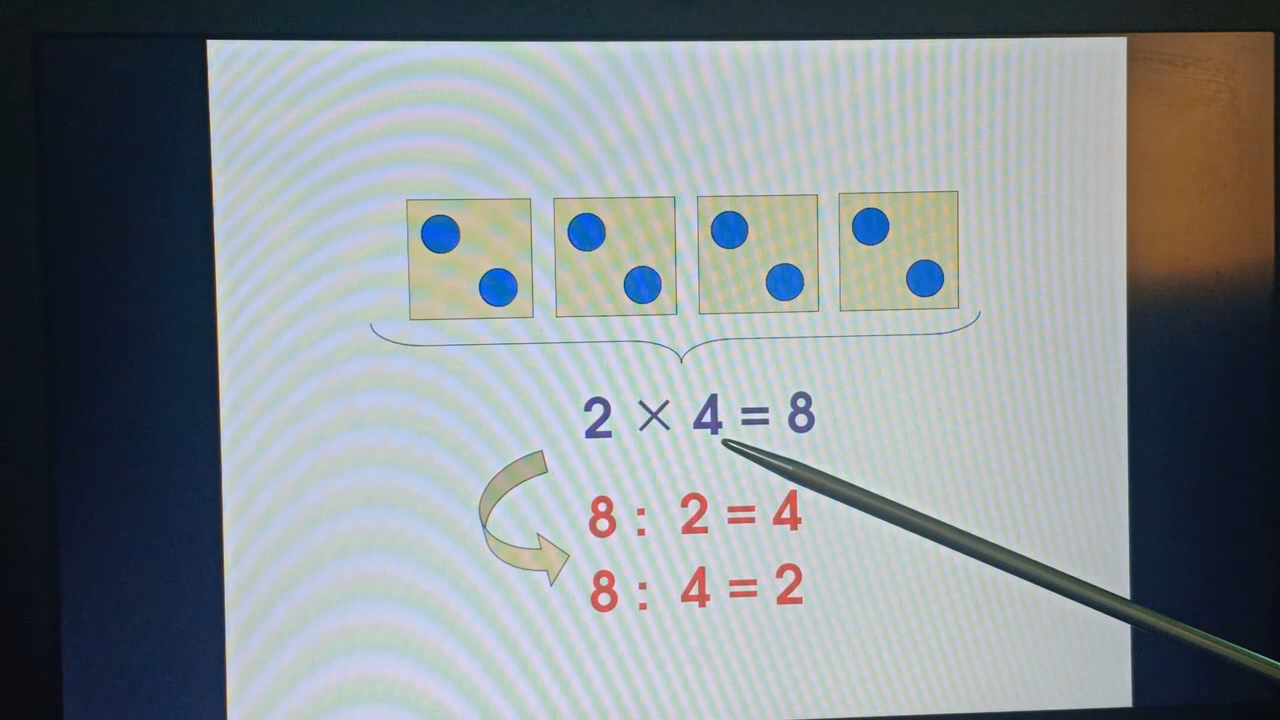 2 × 4 = 8
8 : 2 = 4
8 : 4 = 2